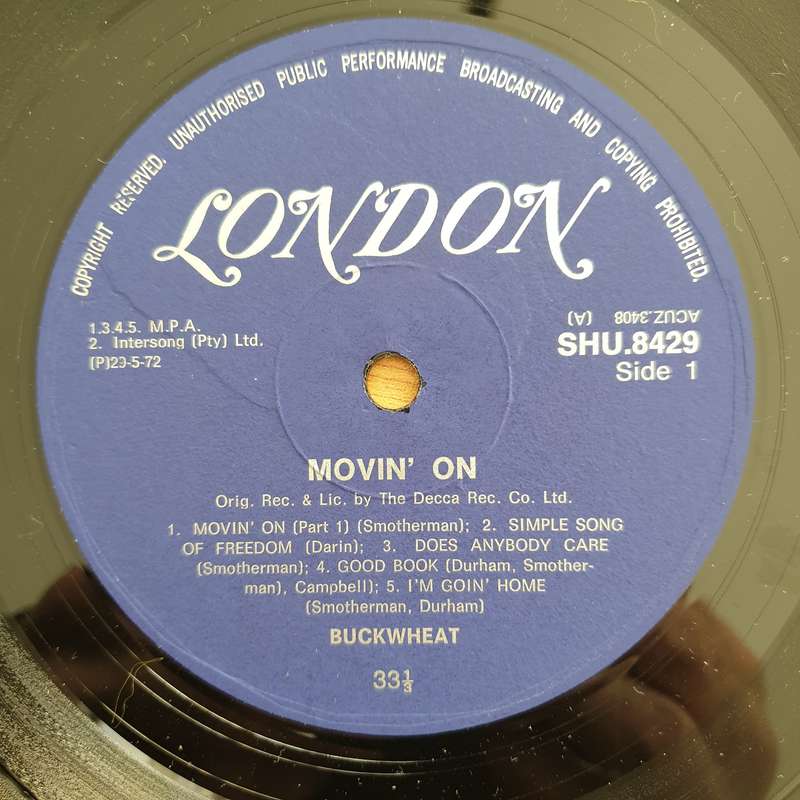 COPYRIGHT RESERVED. UNAUTHORISED PUBLIC PERFORMANCE BROADCASTING AND COPYING PROHIBITED.
LONDON
1.3.4.5. M.P.A.
2. Intersong (Pty) Ltd.
(P)29-5-72
ACUZ.3408 (A)
SHU.8429
Side 1
MOVIN' ON
Orig. Rec. & Lic. by The Decca Rec. Co. Ltd.
1. MOVIN' ON (Part 1) (Smotherman); 2. SIMPLE SONG
OF FREEDOM (Darin); 3. DOES ANYBODY CARE
(Smotherman); 4. GOOD BOOK (Durham, Smother-
man), Campbell); 5. I'M GOIN' HOME
(Smotherman, Durham)
BUCKWHEAT
33⅓